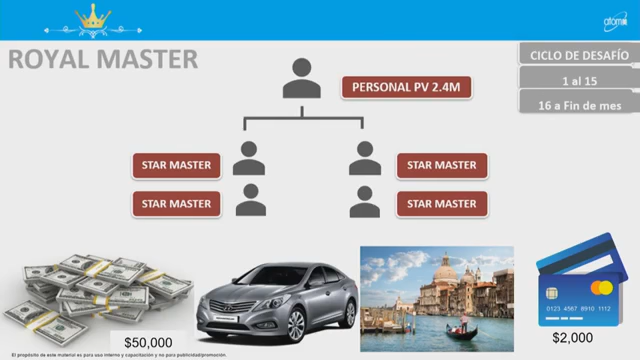 atomy
ROYAL MASTER
CICLO DE DESAFÍO
1 al 15
16 a Fin de mes
PERSONAL PV 2.4M
STAR MASTER
STAR MASTER
STAR MASTER
STAR MASTER
0123 4567 8910 1112
$50,000
$2,000
El propósito de este material es para uso interno y capacitación y no para publicidad/promoción.